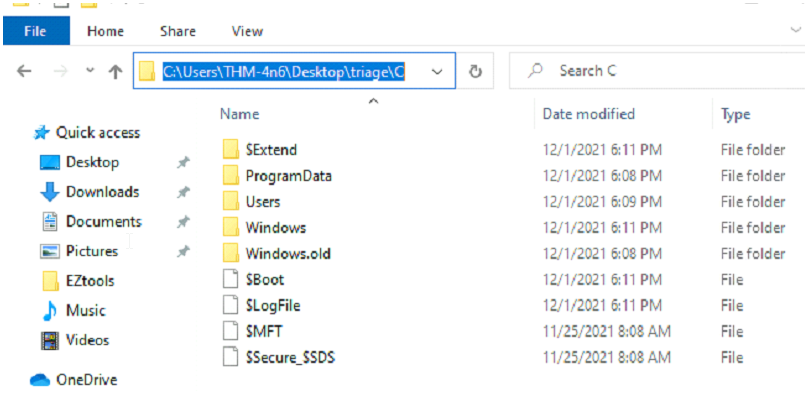 File Home Share View
C:\Users\THM-4n6\Desktop\triage\C Search C
Name Date modified Type
Quick access
Desktop
Downloads
Documents
Pictures
EZtools
Music
Videos
OneDrive
$Extend 12/1/2021 6:11 PM File folder
ProgramData 12/1/2021 6:08 PM File folder
Users 12/1/2021 6:09 PM File folder
Windows 12/1/2021 6:11 PM File folder
Windows.old 12/1/2021 6:08 PM File folder
$Boot 12/1/2021 6:11 PM File
$LogFile 12/1/2021 6:11 PM File
$MFT 11/25/2021 8:08 AM File
$Secure_$SDS 11/25/2021 8:08 AM File